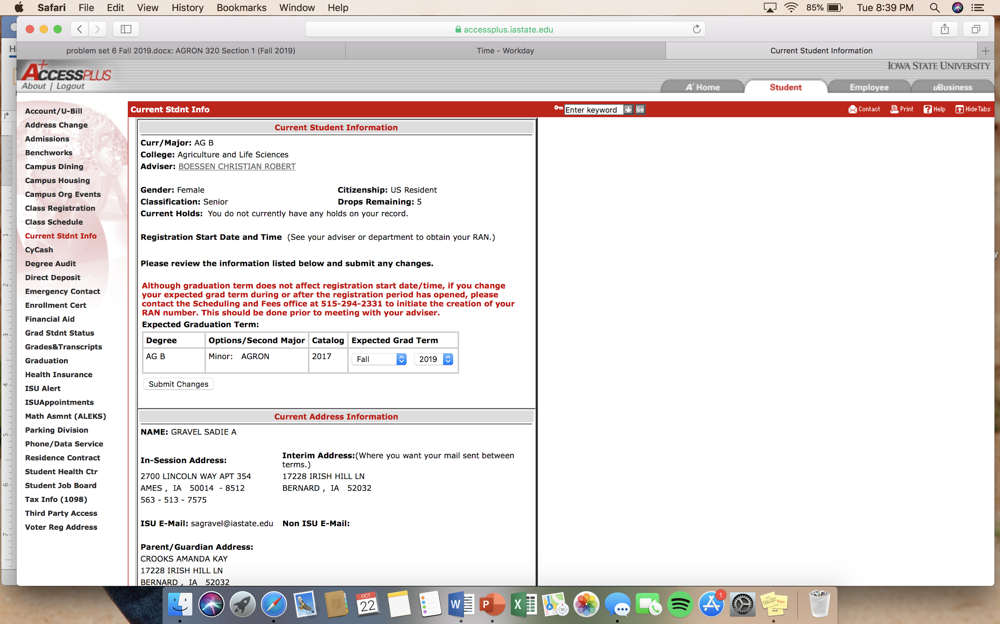 Safari File Edit View History Bookmarks Window Help 85% Tue 8:39 PM
accessplus.iastate.edu
problem set 6 Fall 2019.docx: AGRON 320 Section 1 (Fall 2019) Time - Workday Current Student Information
ACCESSPLUS
IOWA STATE UNIVERSITY
About | Logout
A+ Home Student Employee uBusiness
Current Stdnt Info Enter keyword Go Contact Print Help Hide Tabs
Account/U-Bill
Address Change
Admissions
Benchworks
Campus Dining
Campus Housing
Campus Org Events
Class Registration
Class Schedule
Current Stdnt Info
CyCash
Degree Audit
Direct Deposit
Emergency Contact
Enrollment Cert
Financial Aid
Grad Stdnt Status
Grades&Transcripts
Graduation
Health Insurance
ISU Alert
ISUAppointments
Math Asmnt (ALEKS)
Parking Division
Phone/Data Service
Residence Contract
Student Health Ctr
Student Job Board
Tax Info (1098)
Third Party Access
Voter Reg Address
Current Student Information
Curr/Major: AG B
College: Agriculture and Life Sciences
Adviser: BOESSEN CHRISTIAN ROBERT
Gender: Female Citizenship: US Resident
Classification: Senior Drops Remaining: 5
Current Holds: You do not currently have any holds on your record.
Registration Start Date and Time (See your adviser or department to obtain your RAN.)
Please review the information listed below and submit any changes.
Although graduation term does not affect registration start date/time, if you change
your expected grad term during or after the registration period has opened, please
contact the Scheduling and Fees office at 515-294-2331 to initiate the creation of your
RAN number. This should be done prior to meeting with your adviser.
Expected Graduation Term:
Degree Options/Second Major Catalog Expected Grad Term
AG B Minor: AGRON 2017 Fall 2019
Submit Changes
Current Address Information
NAME: GRAVEL SADIE A
In-Session Address:
2700 LINCOLN WAY APT 354
AMES , IA 50014 - 8512
563 - 513 - 7575
Interim Address:(Where you want your mail sent between
terms.)
17228 IRISH HILL LN
BERNARD , IA 52032
ISU E-Mail: sagravel@iastate.edu Non ISU E-Mail:
Parent/Guardian Address:
CROOKS AMANDA KAY
17228 IRISH HILL LN
BERNARD , IA 52032
OCT
22
W
P
X
3D
1